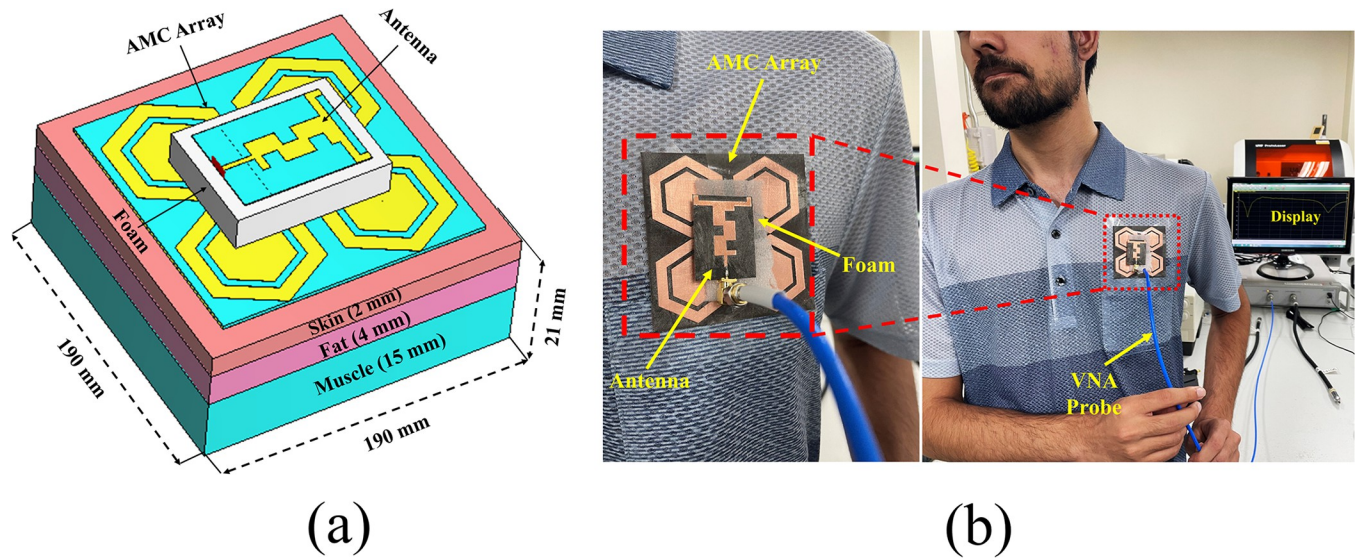 AMC Array
Antenna
Foam
Skin (2 mm)
Fat (4 mm)
Muscle (15 mm)
190 mm
190 mm
21 mm
(a)
AMC Array
Foam
Antenna
Display
VNA
Probe
(b)